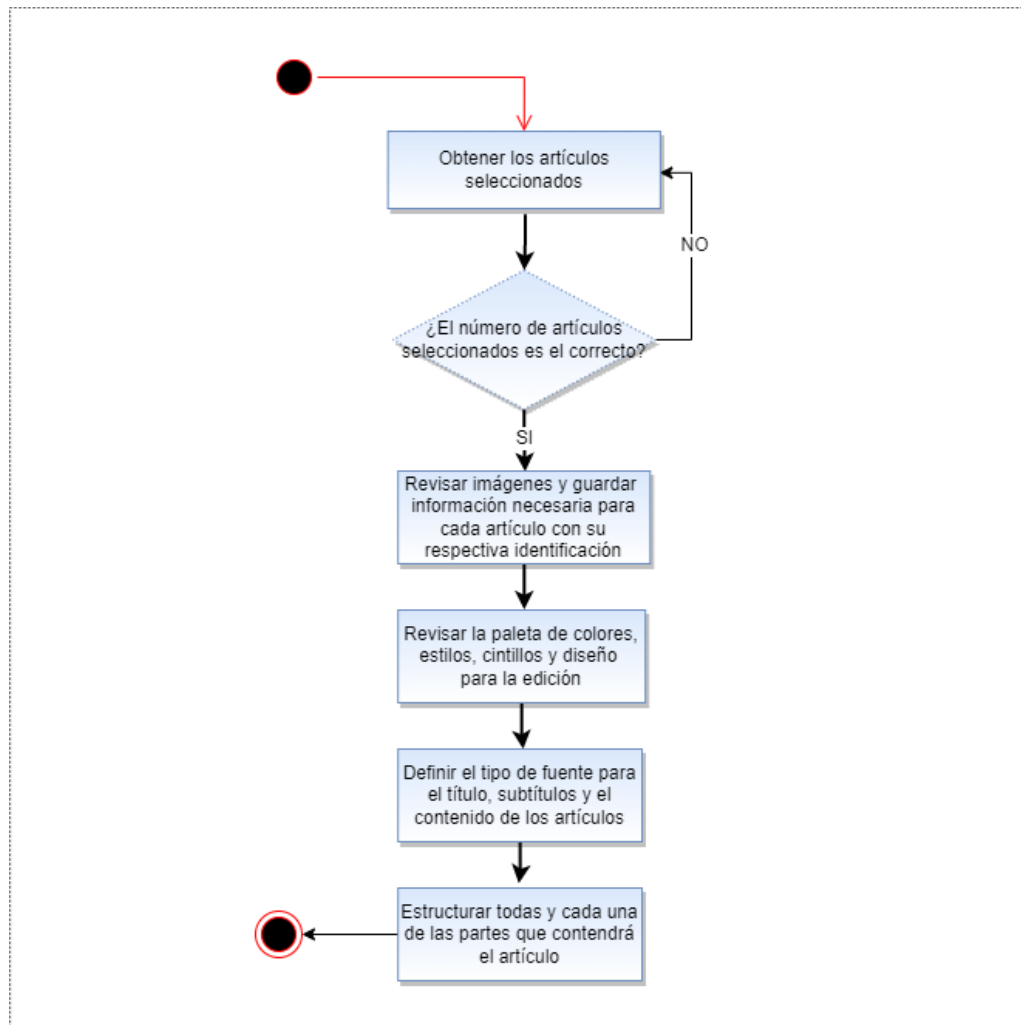 Obtener los artículos
seleccionados
NO
¿El número de artículos
seleccionados es el correcto?
SI
Revisar imágenes y guardar
información necesaria para
cada artículo con su
respectiva identificación
Revisar la paleta de colores,
estilos, cintillos y diseño
para la edición
Definir el tipo de fuente para
el título, subtítulos y el
contenido de los artículos
Estructurar todas y cada una
de las partes que contendrá
el artículo